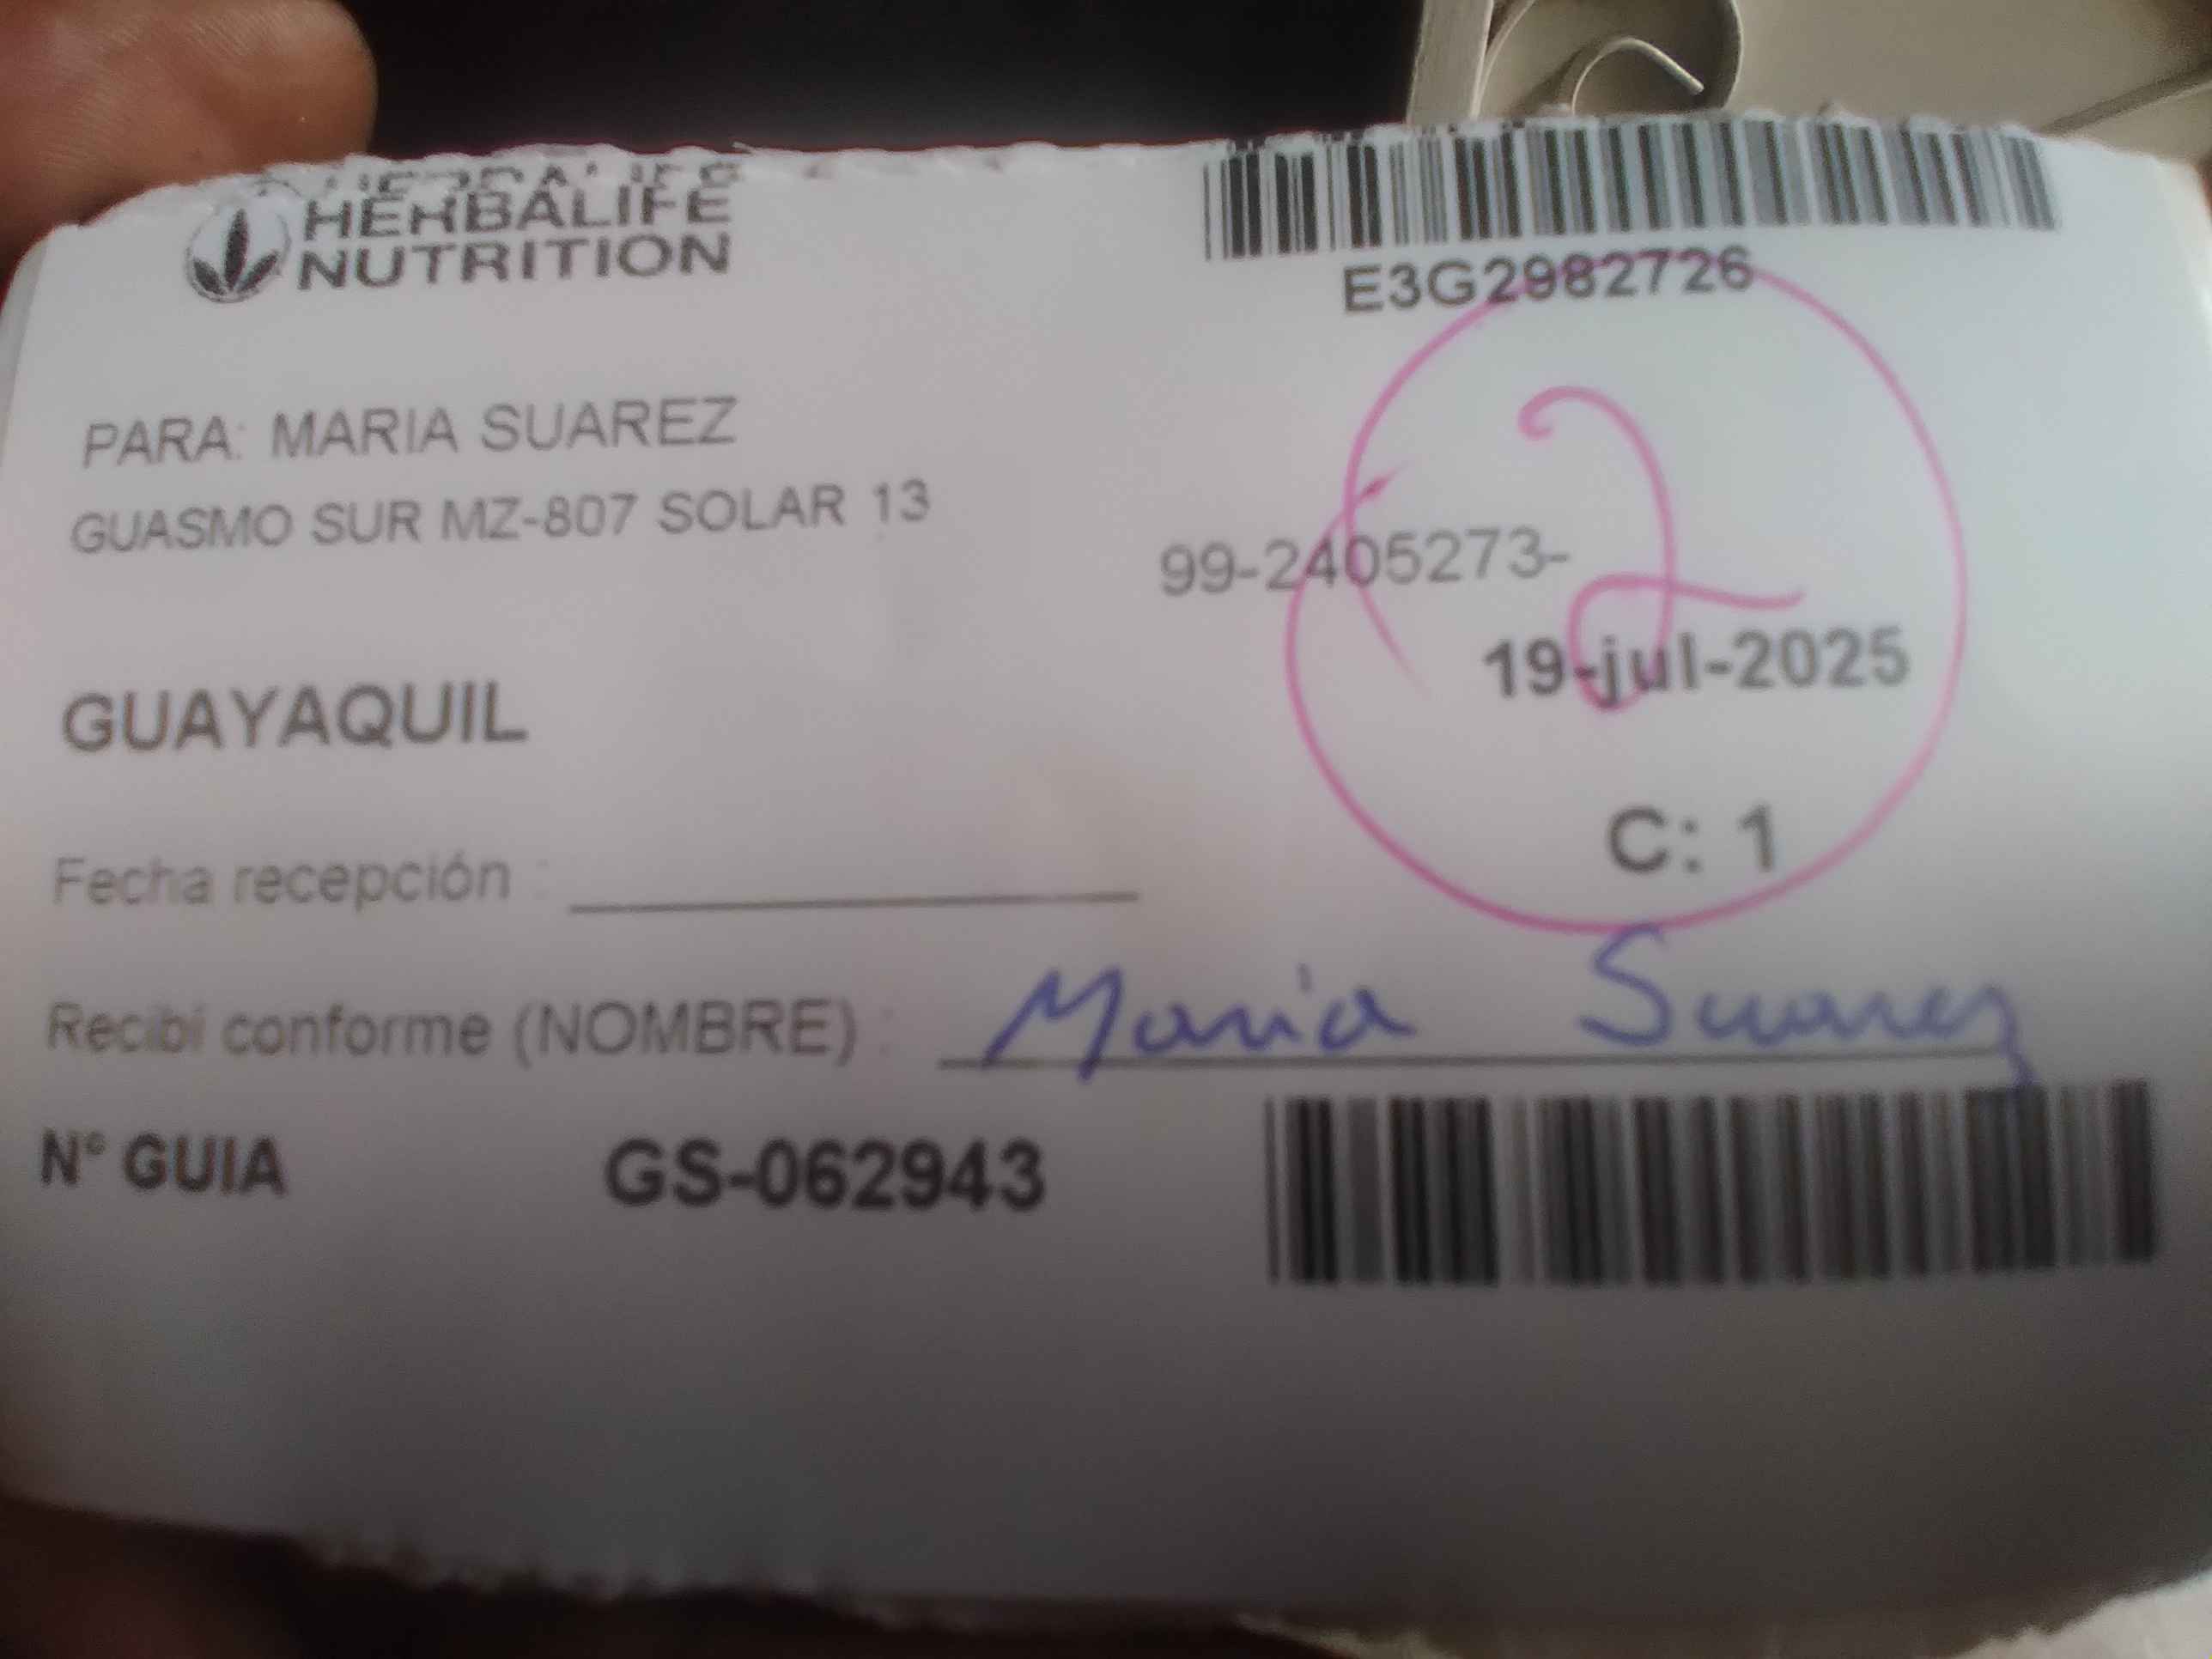 HERBALIFE
NUTRITION
E3G2982726
PARA: MARIA SUAREZ
GUASMO SUR MZ-807 SOLAR 13
99-2405273-
2
19-jul-2025
GUAYAQUIL
C: 1
Fecha recepción :
Recibí conforme (NOMBRE) : Maria Suarez
N° GUIA GS-062943